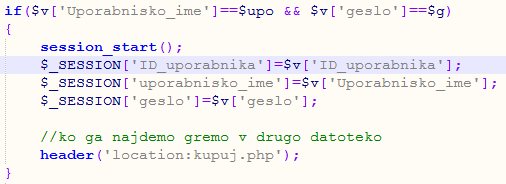 if($v['Uporabnisko_ime']==$upo && $v['geslo']==$g)
{
session_start();
$_SESSION['ID_uporabnika']=$v['ID_uporabnika'];
$_SESSION['uporabnisko_ime']=$v['Uporabnisko_ime'];
$_SESSION['geslo']=$v['geslo'];
//ko ga najdemo gremo v drugo datoteko
header('location:kupuj.php');
}